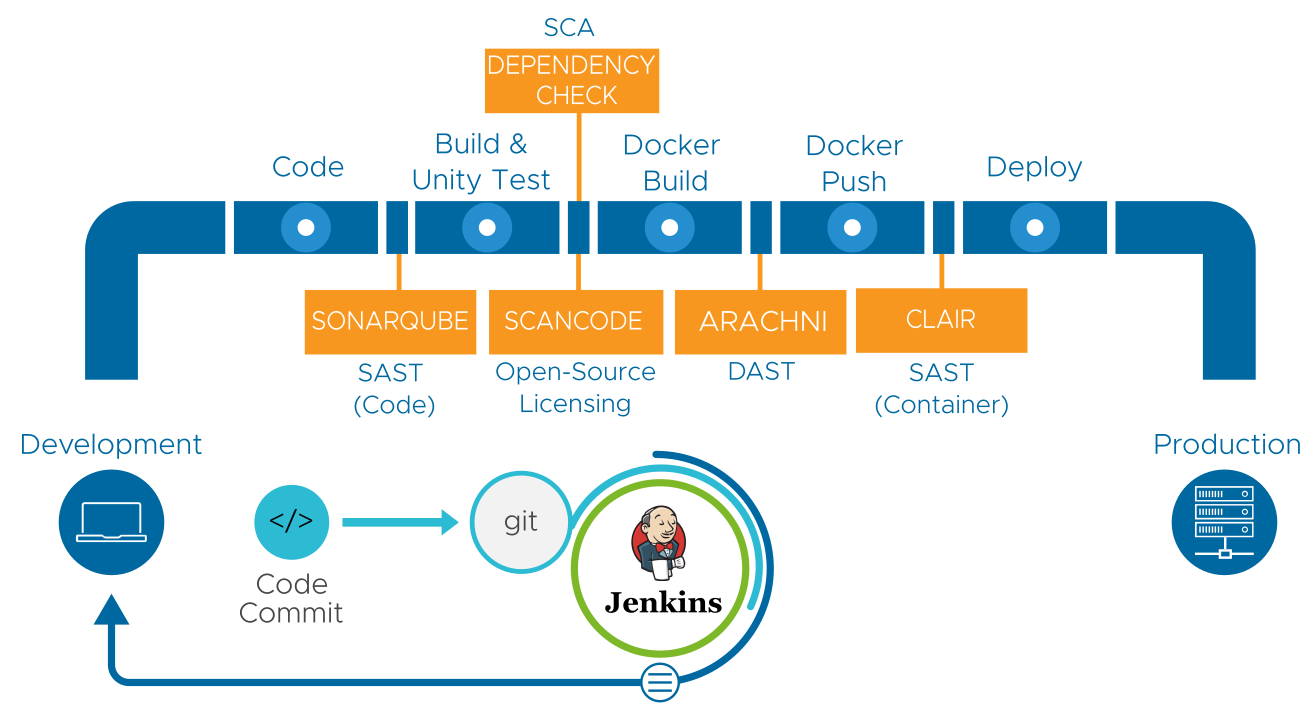 SCA
DEPENDENCY
CHECK
Code
Build &
Unity Test
Docker
Build
Docker
Push
Deploy
SONARQUBE
SCANCODE
ARACHNI
CLAIR
SAST
(Code)
Open-Source
Licensing
DAST
SAST
(Container)
Development
Production
</>
git
Code
Commit
Jenkins